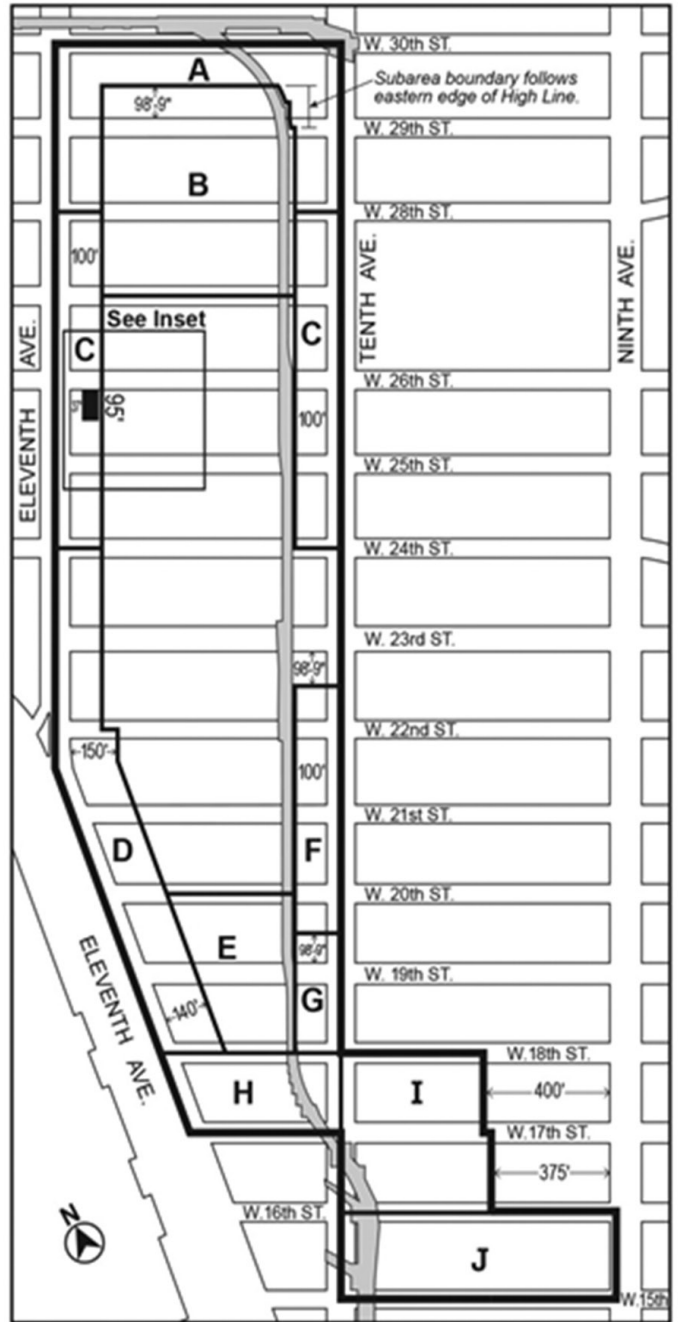 W. 30th ST.
A
Subarea boundary follows
eastern edge of High Line.
98'-9"
W. 29th ST.
B
W. 28th ST.
100'
TENTH AVE.
NINTH AVE.
See Inset
C
C
ELEVENTH AVE.
W. 26th ST.
95'
100'
W. 25th ST.
W. 24th ST.
W. 23rd ST.
98'-9"
W. 22nd ST.
150'
100'
W. 21st ST.
D
F
W. 20th ST.
E
98'-9"
W. 19th ST.
ELEVENTH AVE.
G
140'
W.18th ST.
H
I
400'
W.17th ST.
375'
W.16th ST.
N
J
W.15th